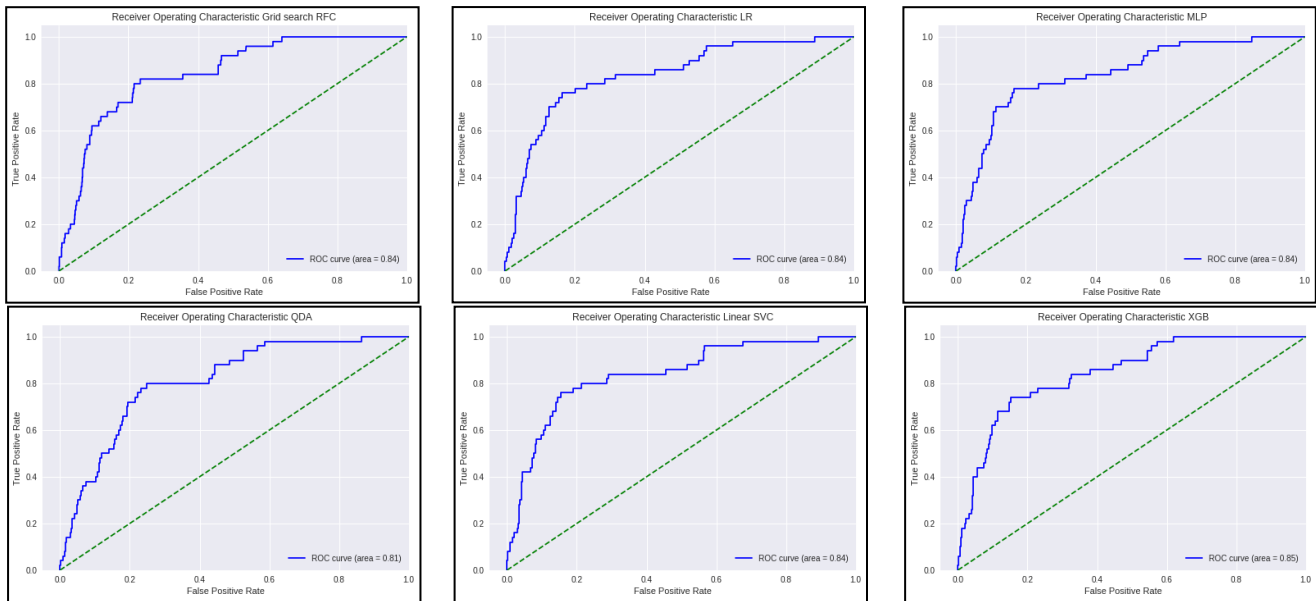 Receiver Operating Characteristic Grid search RFC
1.0
0.8
0.6
0.4
0.2
0.0
True Positive Rate
0.0 0.2 0.4 0.6 0.8 1.0
False Positive Rate
ROC curve (area = 0.84)
Receiver Operating Characteristic LR
1.0
0.8
0.6
0.4
0.2
0.0
True Positive Rate
0.0 0.2 0.4 0.6 0.8 1.0
False Positive Rate
ROC curve (area = 0.84)
Receiver Operating Characteristic MLP
1.0
0.8
0.6
0.4
0.2
0.0
True Positive Rate
0.0 0.2 0.4 0.6 0.8 1.0
False Positive Rate
ROC curve (area = 0.84)
Receiver Operating Characteristic QDA
1.0
0.8
0.6
0.4
0.2
0.0
True Positive Rate
0.0 0.2 0.4 0.6 0.8 1.0
False Positive Rate
ROC curve (area = 0.81)
Receiver Operating Characteristic Linear SVC
1.0
0.8
0.6
0.4
0.2
0.0
True Positive Rate
0.0 0.2 0.4 0.6 0.8 1.0
False Positive Rate
ROC curve (area = 0.84)
Receiver Operating Characteristic XGB
1.0
0.8
0.6
0.4
0.2
0.0
True Positive Rate
0.0 0.2 0.4 0.6 0.8 1.0
False Positive Rate
ROC curve (area = 0.85)